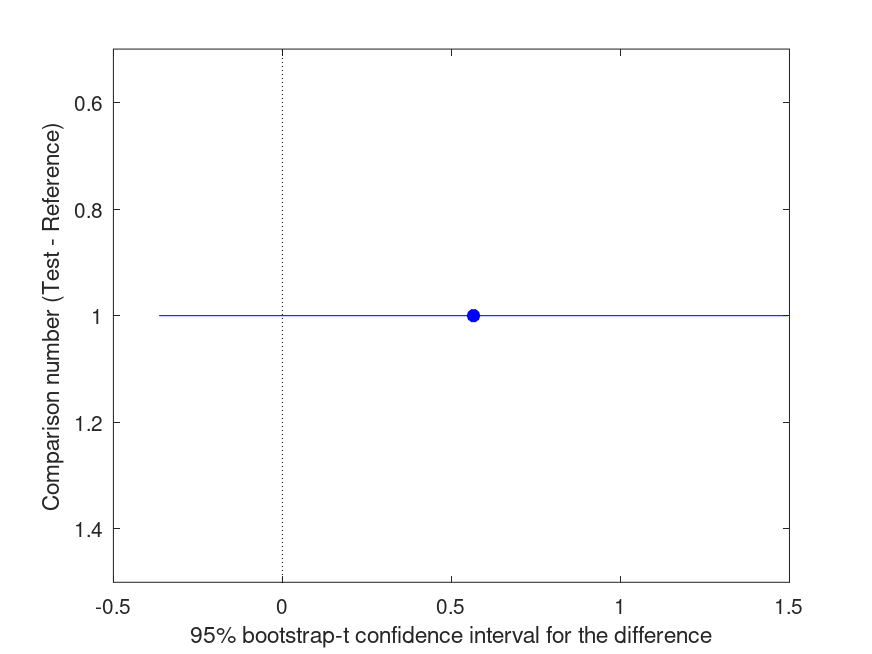 Comparison number (Test - Reference)
0.6
0.8
1
1.2
1.4
-0.5 0 0.5 1 1.5
95% bootstrap-t confidence interval for the difference